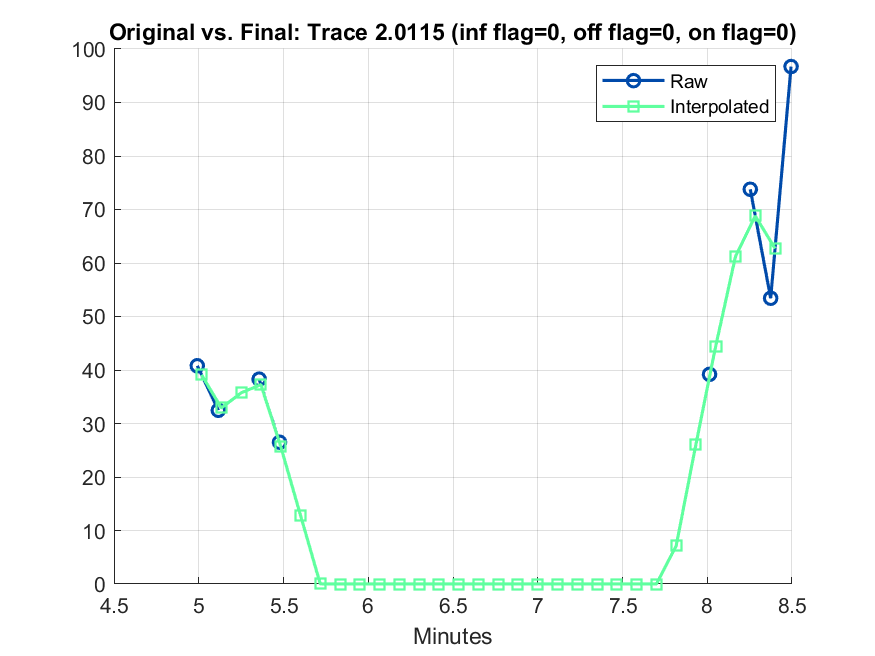 Original vs. Final: Trace 2.0115 (inf flag=0, off flag=0, on flag=0)
100
90
80
70
60
50
40
30
20
10
0
Raw
Interpolated
4.5 5 5.5 6 6.5 7 7.5 8 8.5
Minutes